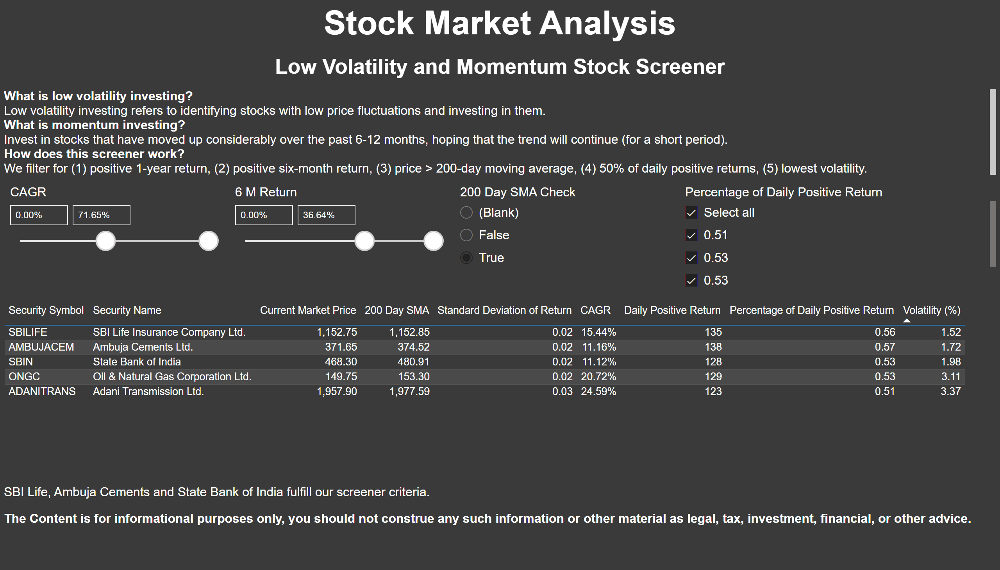 Stock Market Analysis
Low Volatility and Momentum Stock Screener
What is low volatility investing?
Low volatility investing refers to identifying stocks with low price fluctuations and investing in them.
What is momentum investing?
Invest in stocks that have moved up considerably over the past 6-12 months, hoping that the trend will continue (for a short period).
How does this screener work?
We filter for (1) positive 1-year return, (2) positive six-month return, (3) price > 200-day moving average, (4) 50% of daily positive returns, (5) lowest volatility.
CAGR
0.00% 71.65%
6 M Return
0.00% 36.64%
200 Day SMA Check
(Blank)
False
True
Percentage of Daily Positive Return
Select all
0.51
0.53
0.53
Security Symbol Security Name Current Market Price 200 Day SMA Standard Deviation of Return CAGR Daily Positive Return Percentage of Daily Positive Return Volatility (%)
SBILIFE SBI Life Insurance Company Ltd. 1,152.75 1,152.85 0.02 15.44% 135 0.56 1.52
AMBUJACEM Ambuja Cements Ltd. 371.65 374.52 0.02 11.16% 138 0.57 1.72
SBIN State Bank of India 468.30 480.91 0.02 11.12% 128 0.53 1.98
ONGC Oil & Natural Gas Corporation Ltd. 149.75 153.30 0.02 20.72% 129 0.53 3.11
ADANITRANS Adani Transmission Ltd. 1,957.90 1,977.59 0.03 24.59% 123 0.51 3.37
SBI Life, Ambuja Cements and State Bank of India fulfill our screener criteria.
The Content is for informational purposes only, you should not construe any such information or other material as legal, tax, investment, financial, or other advice.